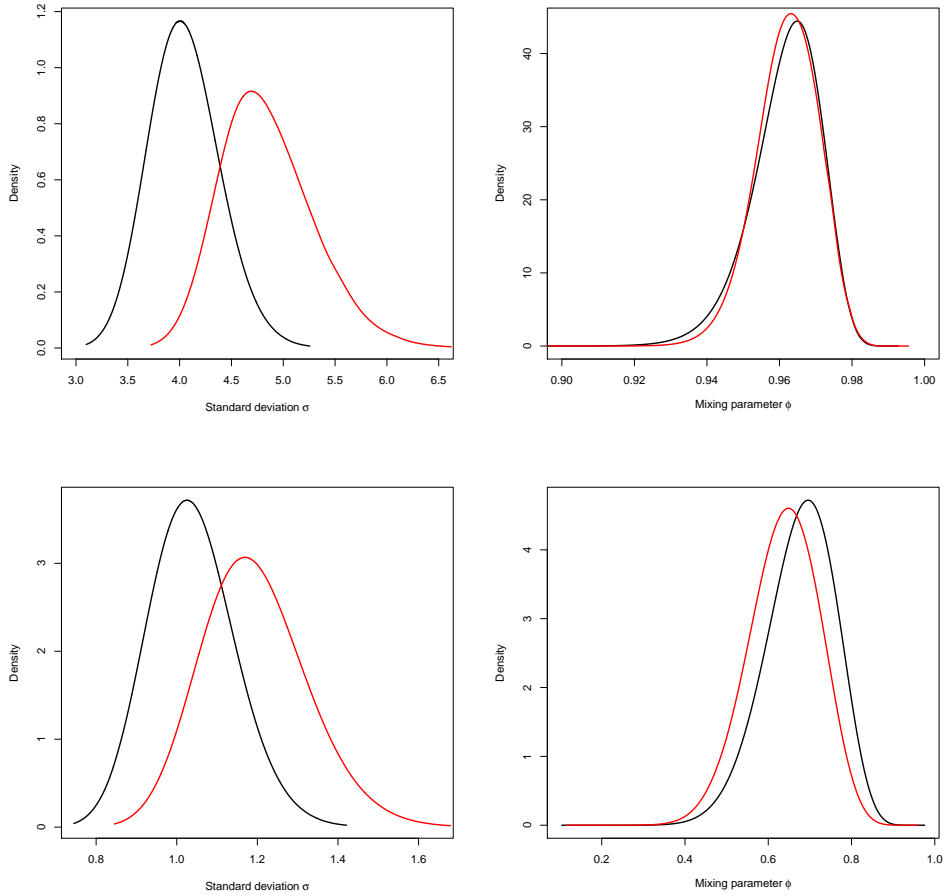 Density
0.0 0.2 0.4 0.6 0.8 1.0 1.2
3.0 3.5 4.0 4.5 5.0 5.5 6.0 6.5
Standard deviation σ
Density
0 10 20 30 40
0.90 0.92 0.94 0.96 0.98 1.00
Mixing parameter ϕ
Density
0 1 2 3
0.8 1.0 1.2 1.4 1.6
Standard deviation σ
Density
0 1 2 3 4
0.2 0.4 0.6 0.8 1.0
Mixing parameter ϕ